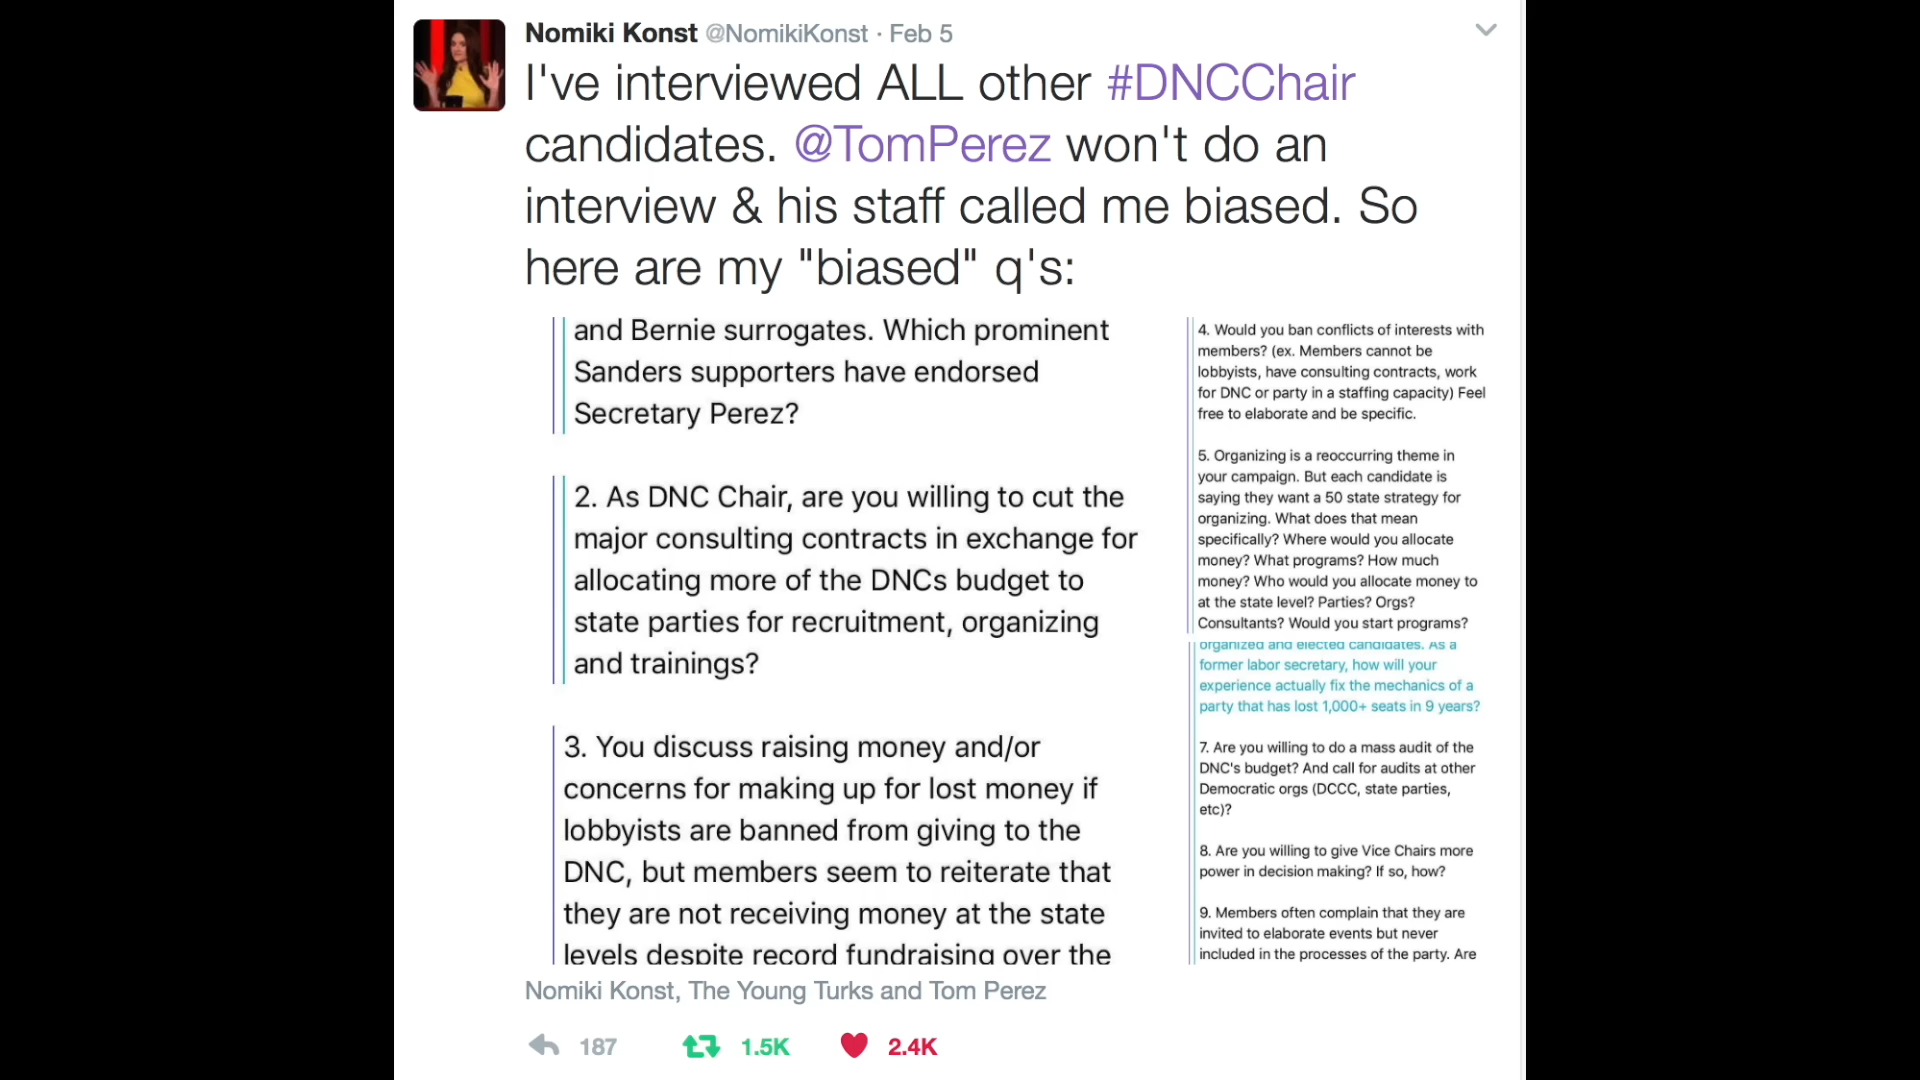 Nomiki Konst @NomikiKonst · Feb 5
I've interviewed ALL other #DNCChair
candidates. @TomPerez won't do an
interview & his staff called me biased. So
here are my "biased" q's:
and Bernie surrogates. Which prominent
Sanders supporters have endorsed
Secretary Perez?
2. As DNC Chair, are you willing to cut the
major consulting contracts in exchange for
allocating more of the DNCs budget to
state parties for recruitment, organizing
and trainings?
3. You discuss raising money and/or
concerns for making up for lost money if
lobbyists are banned from giving to the
DNC, but members seem to reiterate that
they are not receiving money at the state
levels despite record fundraising over the
4. Would you ban conflicts of interests with
members? (ex. Members cannot be
lobbyists, have consulting contracts, work
for DNC or party in a staffing capacity) Feel
free to elaborate and be specific.
5. Organizing is a reoccurring theme in
your campaign. But each candidate is
saying they want a 50 state strategy for
organizing. What does that mean
specifically? Where would you allocate
money? What programs? How much
money? Who would you allocate money to
at the state level? Parties? Orgs?
Consultants? Would you start programs?
organized and elected candidates. As a
former labor secretary, how will your
experience actually fix the mechanics of a
party that has lost 1,000+ seats in 9 years?
7. Are you willing to do a mass audit of the
DNC's budget? And call for audits at other
Democratic orgs (DCCC, state parties,
etc)?
8. Are you willing to give Vice Chairs more
power in decision making? If so, how?
9. Members often complain that they are
invited to elaborate events but never
included in the processes of the party. Are
Nomiki Konst, The Young Turks and Tom Perez
187 1.5K 2.4K